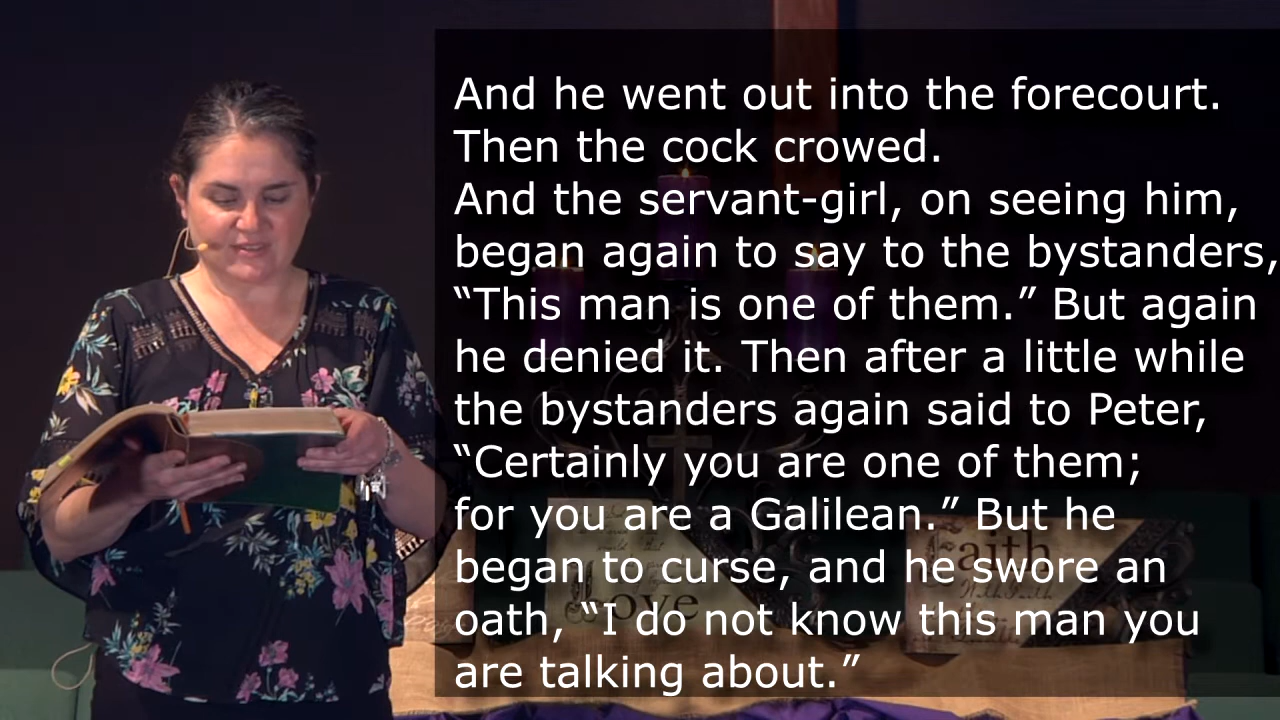 And he went out into the forecourt.
Then the cock crowed.
And the servant-girl, on seeing him,
began again to say to the bystanders,
“This man is one of them.” But again
he denied it. Then after a little while
the bystanders again said to Peter,
“Certainly you are one of them;
for you are a Galilean.” But he
began to curse, and he swore an
oath, “I do not know this man you
are talking about.”
Love
Faith